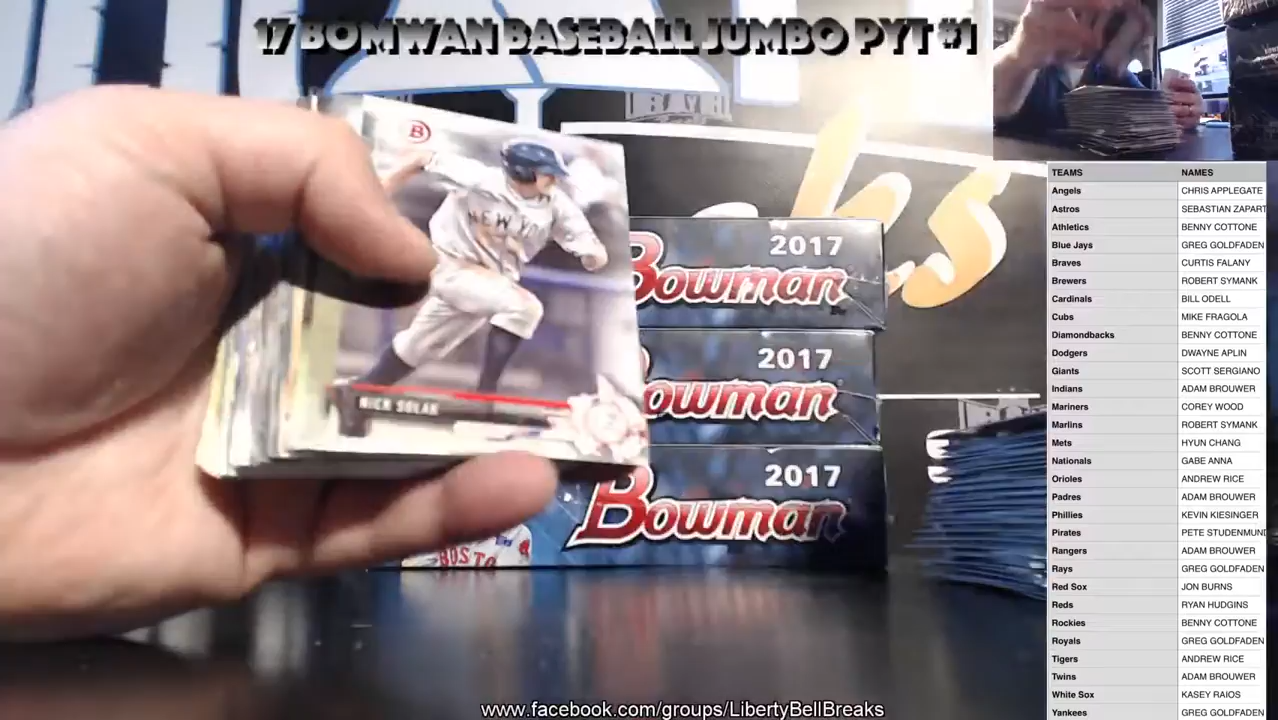 17 BOMWAN BASEBALL JUMBO PYT #1
B
NEW YO
NICK SOLAK
2017
Bowman
2017
Bowman
2017
Bowman
BOSTO
TEAMS NAMES
Angels CHRIS APPLEGATE
Astros SEBASTIAN ZAPART
Athletics BENNY COTTONE
Blue Jays GREG GOLDFADEN
Braves CURTIS FALANY
Brewers ROBERT SYMANK
Cardinals BILL ODELL
Cubs MIKE FRAGOLA
Diamondbacks BENNY COTTONE
Dodgers DWAYNE APLIN
Giants SCOTT SERGIANO
Indians ADAM BROUWER
Mariners COREY WOOD
Marlins ROBERT SYMANK
Mets HYUN CHANG
Nationals GABE ANNA
Orioles ANDREW RICE
Padres ADAM BROUWER
Phillies KEVIN KIESINGER
Pirates PETE STUDENMUND
Rangers ADAM BROUWER
Rays GREG GOLDFADEN
Red Sox JON BURNS
Reds RYAN HUDGINS
Rockies BENNY COTTONE
Royals GREG GOLDFADEN
Tigers ANDREW RICE
Twins ADAM BROUWER
White Sox KASEY RAIOS
Yankees GREG GOLDFADEN
www.facebook.com/groups/LibertyBellBreaks